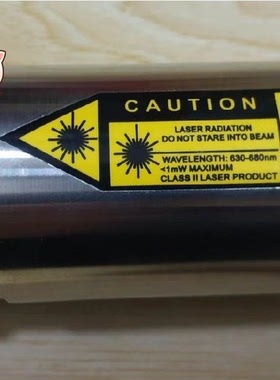 CAUTION
LASER RADIATION
DO NOT STARE INTO BEAM
WAVELENGTH: 630-680nm
<1mW MAXIMUM
CLASS II LASER PRODUCT